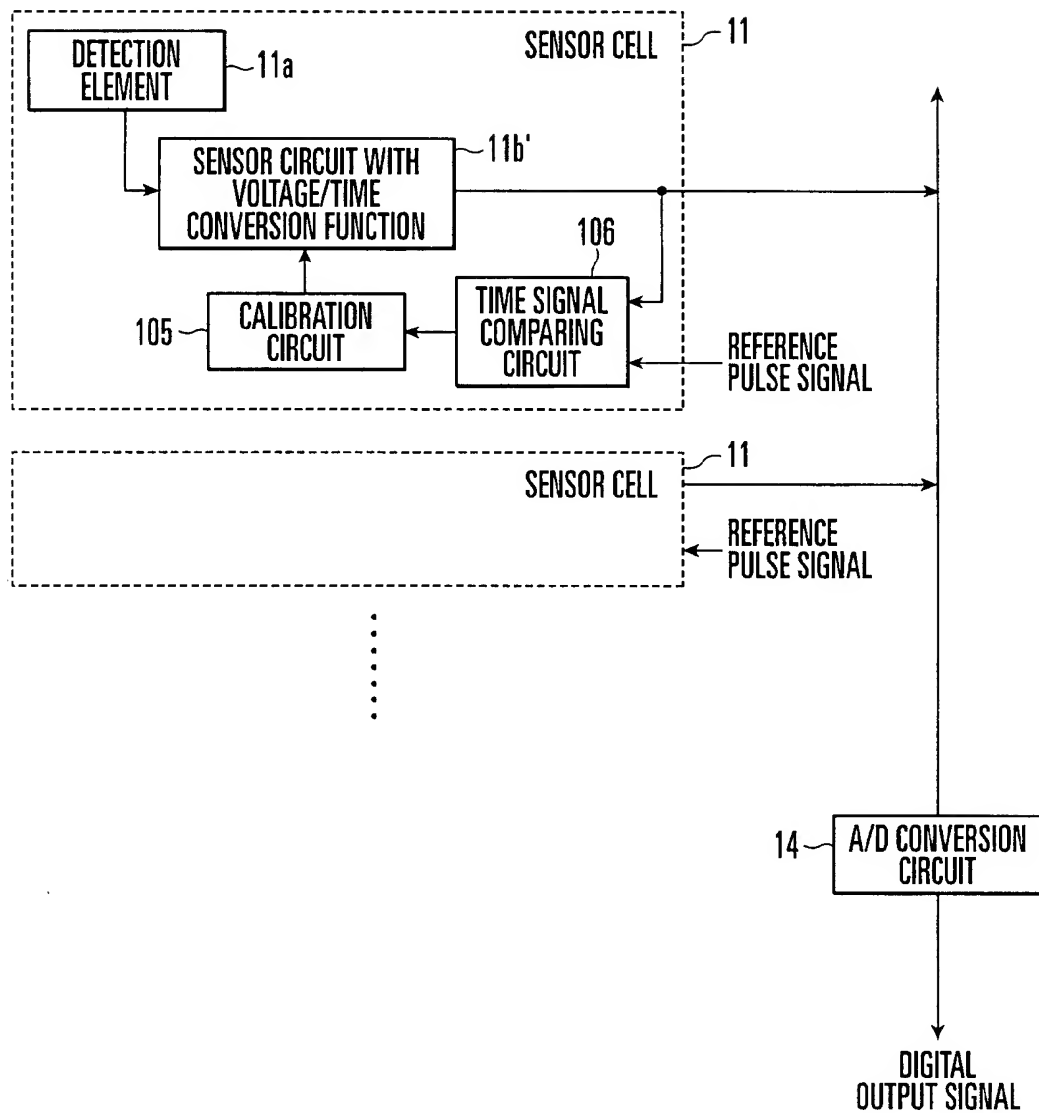 SENSOR CELL
11
DETECTION
ELEMENT
11a
SENSOR CIRCUIT WITH
VOLTAGE/TIME
CONVERSION FUNCTION
11b'
106
TIME SIGNAL
COMPARING
CIRCUIT
105
CALIBRATION
CIRCUIT
REFERENCE
PULSE SIGNAL
SENSOR CELL
11
REFERENCE
PULSE SIGNAL
14
A/D CONVERSION
CIRCUIT
DIGITAL
OUTPUT SIGNAL